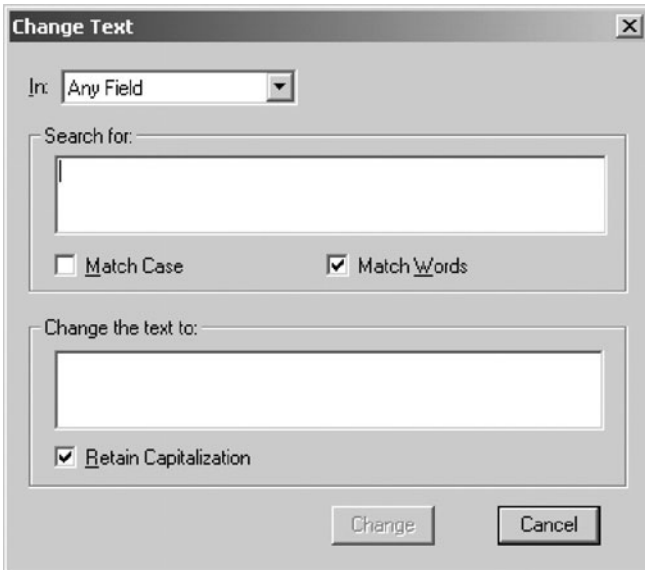 Change Text
In: Any Field
Search for:
Match Case Match Words
Change the text to:
Retain Capitalization
Change Cancel